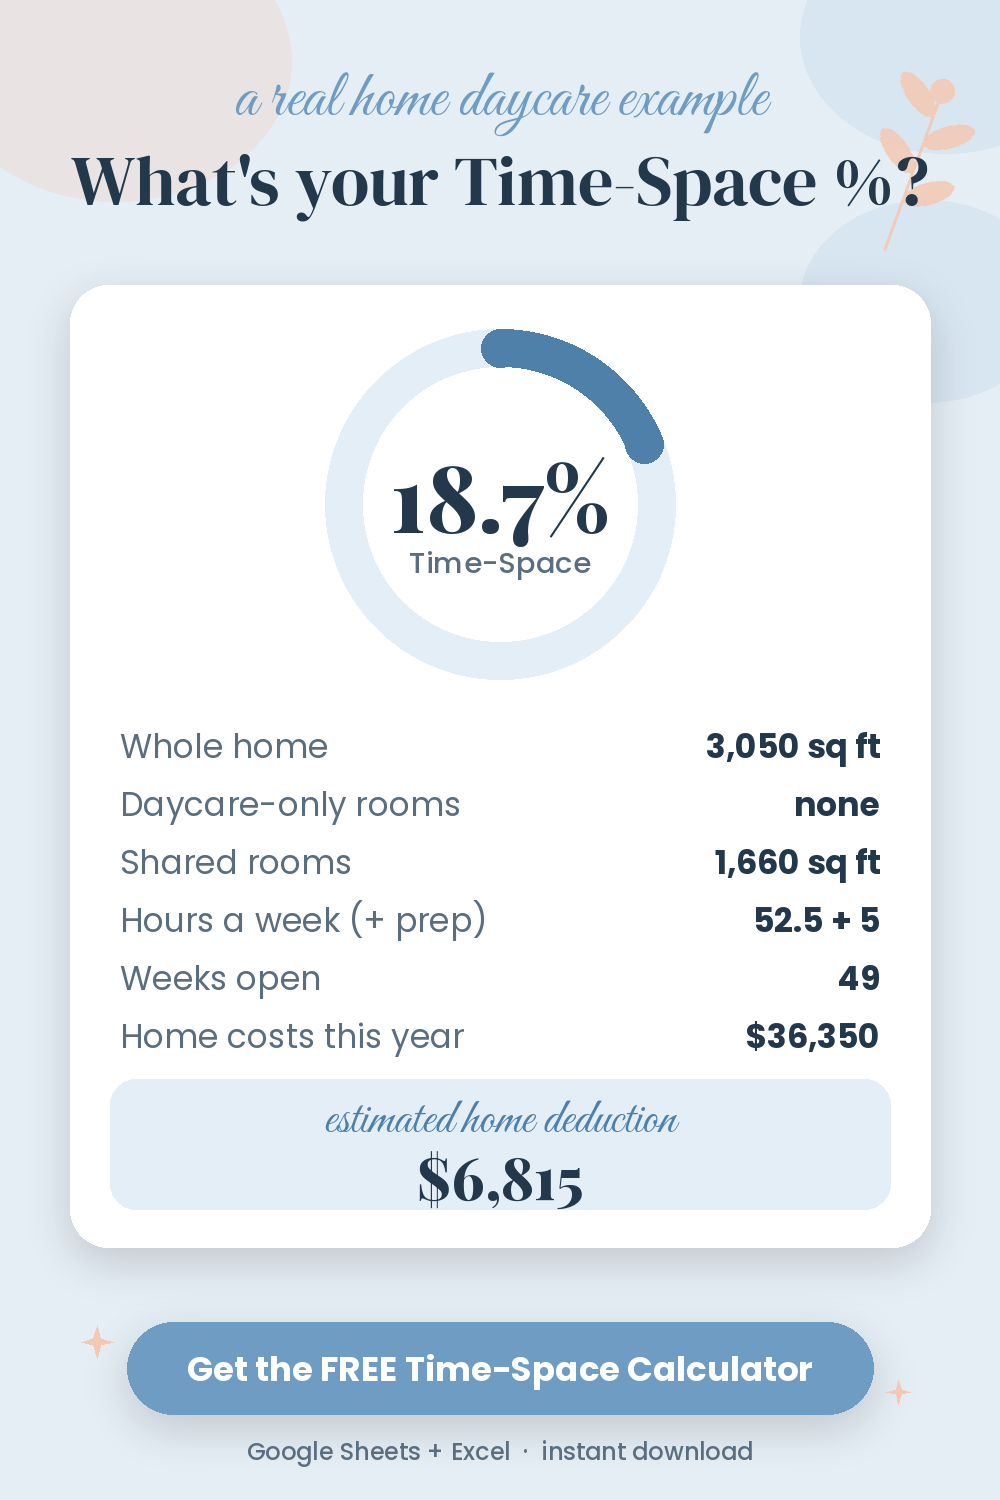 a real home daycare example
What's your Time-Space %?
18.7%
Time-Space
Whole home 3,050 sq ft
Daycare-only rooms none
Shared rooms 1,660 sq ft
Hours a week (+ prep) 52.5 + 5
Weeks open 49
Home costs this year $36,350
estimated home deduction
$6,815
Get the FREE Time-Space Calculator
Google Sheets + Excel · instant download